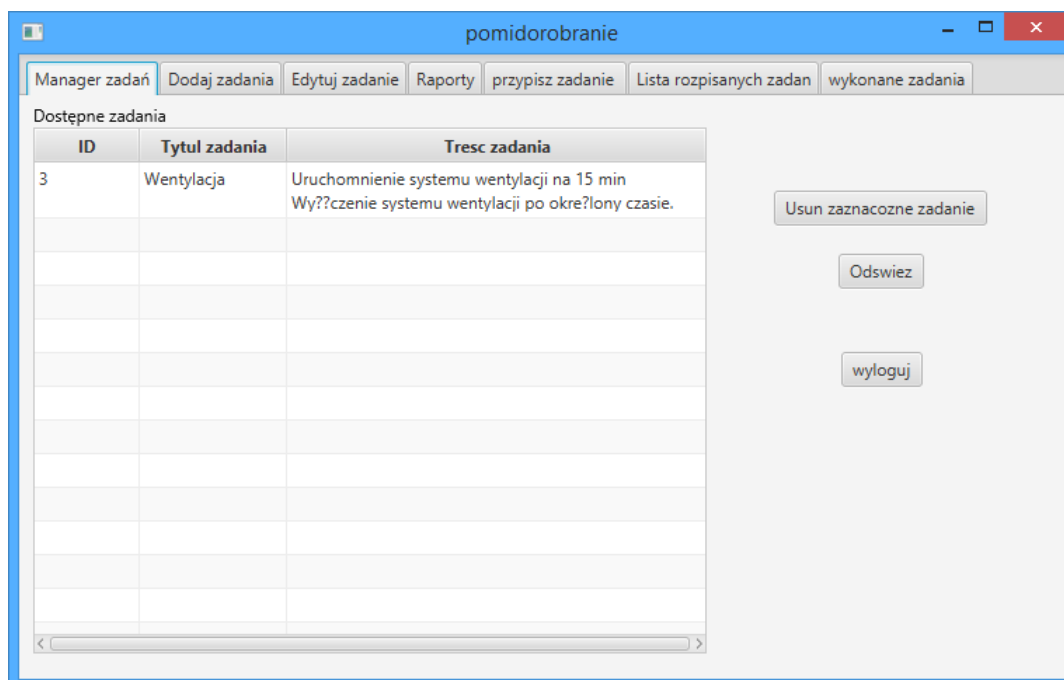 pomidorobranie
Manager zadań Dodaj zadania Edytuj zadanie Raporty przypisz zadanie Lista rozpisanych zadan wykonane zadania
Dostępne zadania
ID Tytul zadania Tresc zadania
3 Wentylacja Uruchomnienie systemu wentylacji na 15 min
Wy??czenie systemu wentylacji po okre?lony czasie.
Usun zaznacozne zadanie
Odswiez
wyloguj